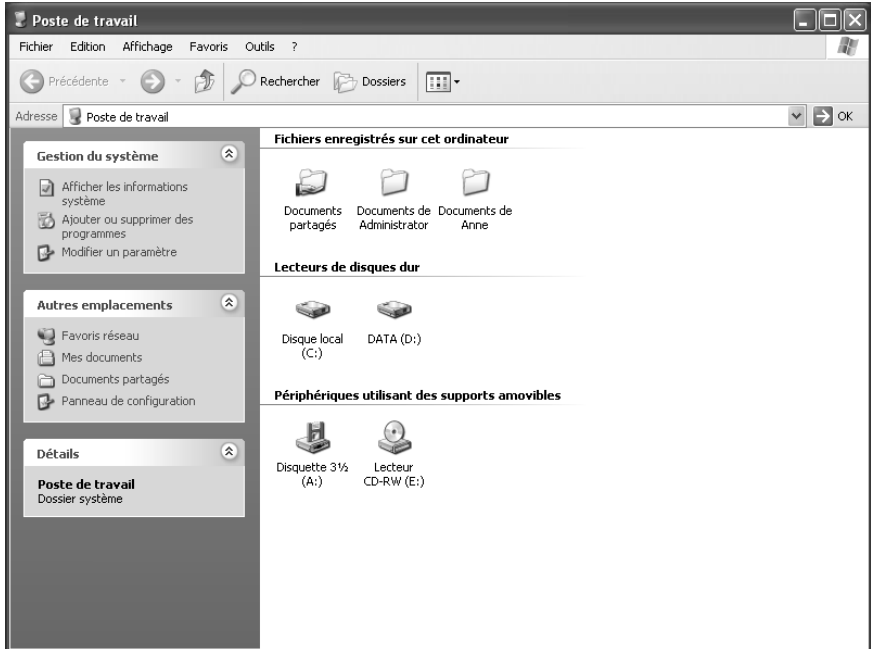 Poste de travail
Fichier Edition Affichage Favoris Outils ?
Précédente Rechercher Dossiers
Adresse Poste de travail OK
Gestion du système
Afficher les informations
système
Ajouter ou supprimer des
programmes
Modifier un paramètre
Autres emplacements
Favoris réseau
Mes documents
Documents partagés
Panneau de configuration
Détails
Poste de travail
Dossier système
Fichiers enregistrés sur cet ordinateur
Documents partagés
Documents de Administrator
Documents de Anne
Lecteurs de disques dur
Disque local (C:)
DATA (D:)
Périphériques utilisant des supports amovibles
Disquette 3½ (A:)
Lecteur CD-RW (E:)